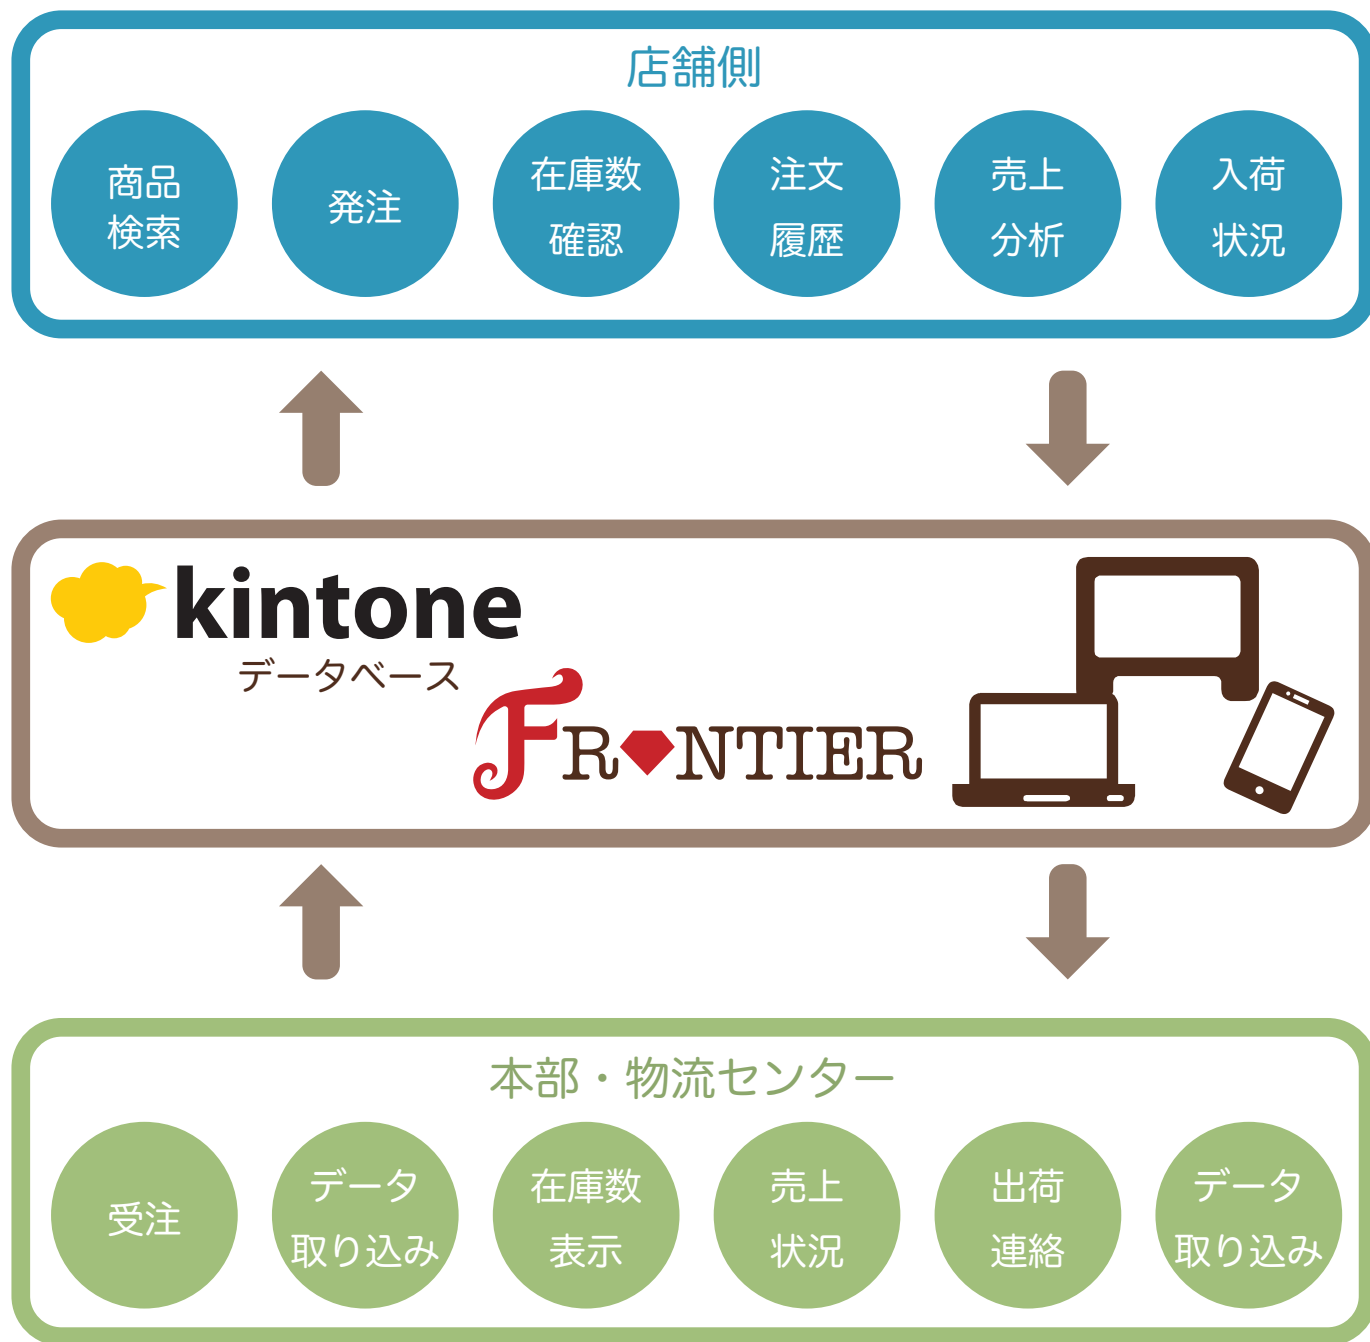 店舗側
商品
検索
発注
在庫数
確認
注文
履歴
売上
分析
入荷
状況
kintone
データベース
FRONTIER
本部・物流センター
受注
データ
取り込み
在庫数
表示
売上
状況
出荷
連絡
データ
取り込み